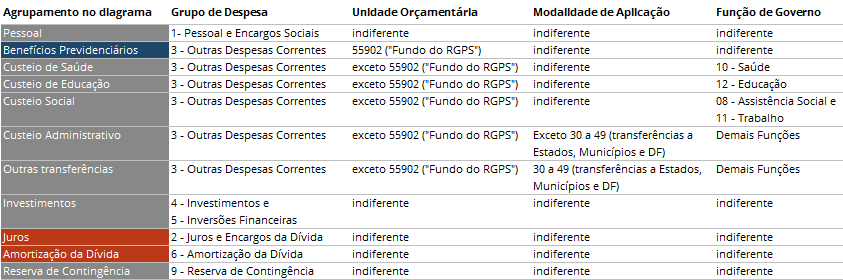 Agrupamento no diagrama Grupo de Despesa Unidade Orçamentária Modalidade de Aplicação Função de Governo
Pessoal 1- Pessoal e Encargos Sociais indiferente indiferente indiferente
Benefícios Previdenciários 3 - Outras Despesas Correntes 55902 ("Fundo do RGPS") indiferente indiferente
Custeio de Saúde 3 - Outras Despesas Correntes exceto 55902 ("Fundo do RGPS") indiferente 10 - Saúde
Custeio de Educação 3 - Outras Despesas Correntes exceto 55902 ("Fundo do RGPS") indiferente 12 - Educação
Custeio Social 3 - Outras Despesas Correntes exceto 55902 ("Fundo do RGPS") indiferente 08 - Assistência Social e
11 - Trabalho
Custeio Administrativo 3 - Outras Despesas Correntes exceto 55902 ("Fundo do RGPS") Exceto 30 a 49 (transferências a Demais Funções
Estados, Municípios e DF)
Outras transferências 3 - Outras Despesas Correntes exceto 55902 ("Fundo do RGPS") 30 a 49 (transferências a Estados, Demais Funções
Municípios e DF)
Investimentos 4 - Investimentos e indiferente indiferente indiferente
5 - Inversões Financeiras
Juros 2 - Juros e Encargos da Dívida indiferente indiferente indiferente
Amortização da Dívida 6 - Amortização da Dívida indiferente indiferente indiferente
Reserva de Contingência 9 - Reserva de Contingência indiferente indiferente indiferente